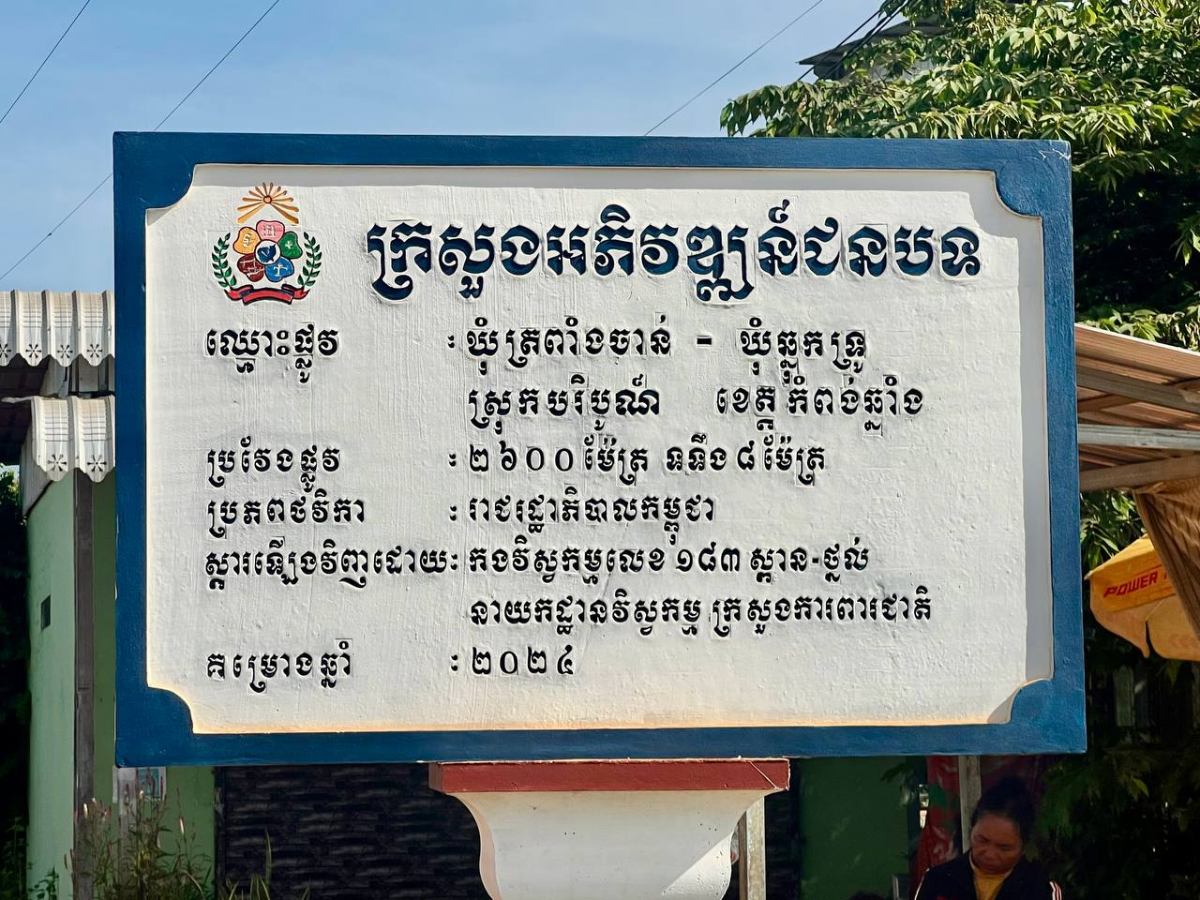 ក្រសួងអភិវឌ្ឍន៍ជនបទ
ឈ្មោះផ្លូវ : ឃុំត្រពាំងចាន់ - ឃុំឆ្នុកទ្រូ
ស្រុកបរិបូណ៍ ខេត្តកំពង់ឆ្នាំង
ប្រវែងផ្លូវ : ២៦០០ម៉ែត្រ ទទឹង៨ម៉ែត្រ
ប្រភពថវិកា : រាជរដ្ឋាភិបាលកម្ពុជា
ស្តារឡើងវិញដោយ: កងវិស្វកម្មលេខ ១៨៣ ស្ពាន-ថ្នល់
នាយកដ្ឋានវិស្វកម្ម ក្រសួងការពារជាតិ
គម្រោងឆ្នាំ : ២០២៤
POWER